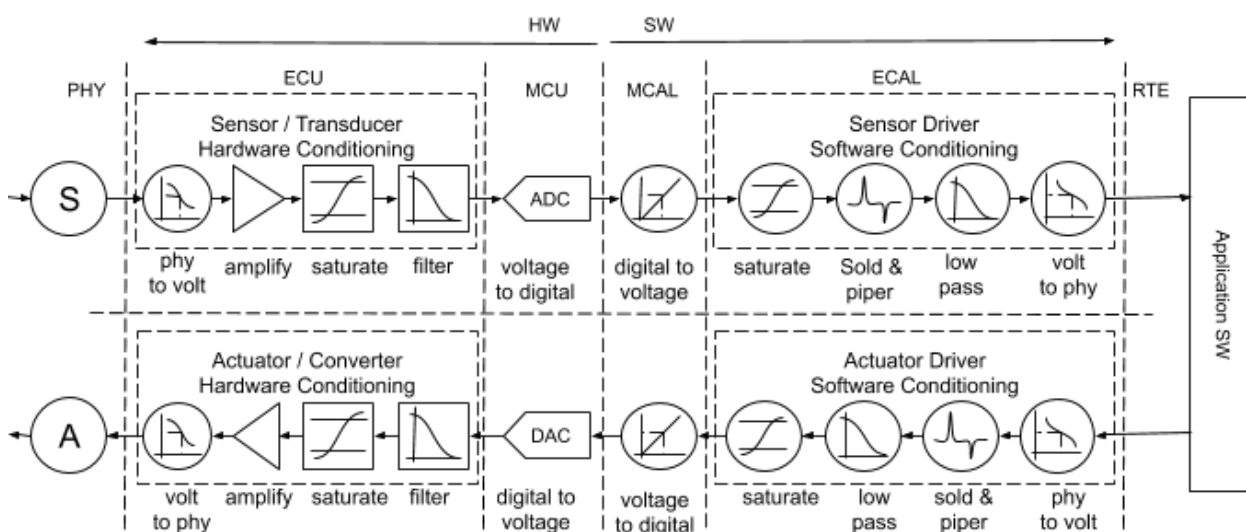 HW
SW
PHY
ECU
MCU
MCAL
ECAL
RTE
Sensor / Transducer
Hardware Conditioning
Sensor Driver
Software Conditioning
S
ADC
phy
to volt
amplify
saturate
filter
voltage
to digital
digital to
voltage
saturate
Sold &
piper
low
pass
volt
to phy
Application SW
Actuator / Converter
Hardware Conditioning
Actuator Driver
Software Conditioning
A
DAC
volt
to phy
amplify
saturate
filter
digital to
voltage
voltage
to digital
saturate
low
pass
sold &
piper
phy
to volt